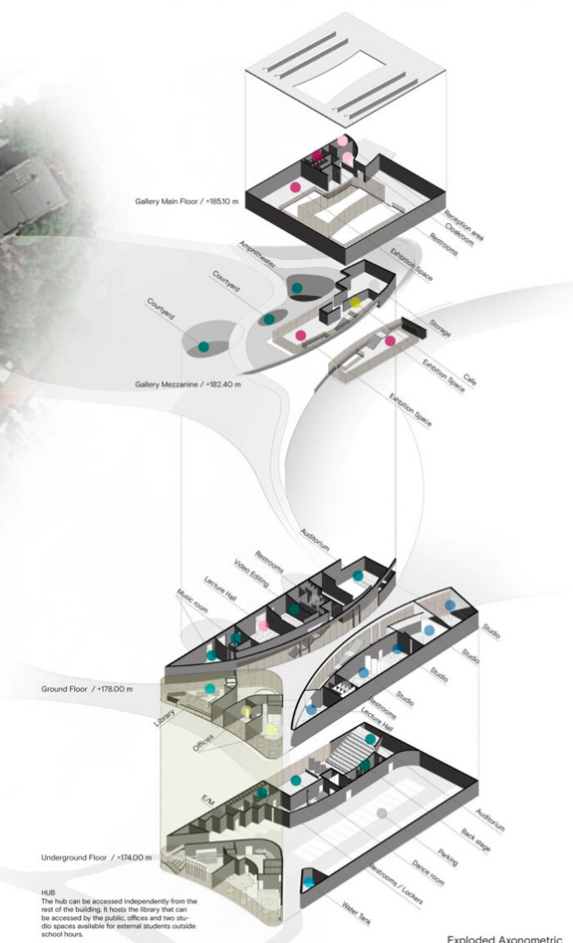 Gallery Main Floor / +185.10 m
Reception area
Cloakroom
Restrooms
Exhibition Space
Amphitheater
Courtyard
Courtyard
Storage
Cafe
Exhibition Space
Exhibition Space
Gallery Mezzanine / +182.40 m
Auditorium
Restrooms
Video Editing
Lecture Hall
Music room
Studio
Studio
Studio
Studio
Restrooms
Lecture Hall
Ground Floor / +178.00 m
Library
Offices
E/M
Auditorium
Back stage
Parking
Dance room
Restrooms / Lockers
Water Tank
Underground Floor / +174.00 m
HUB
The hub can be accessed independently from the
rest of the building. It hosts the library that can
be accessed by the public, offices and two stu-
dio spaces available for external students outside
school hours.
Exploded Axonometric